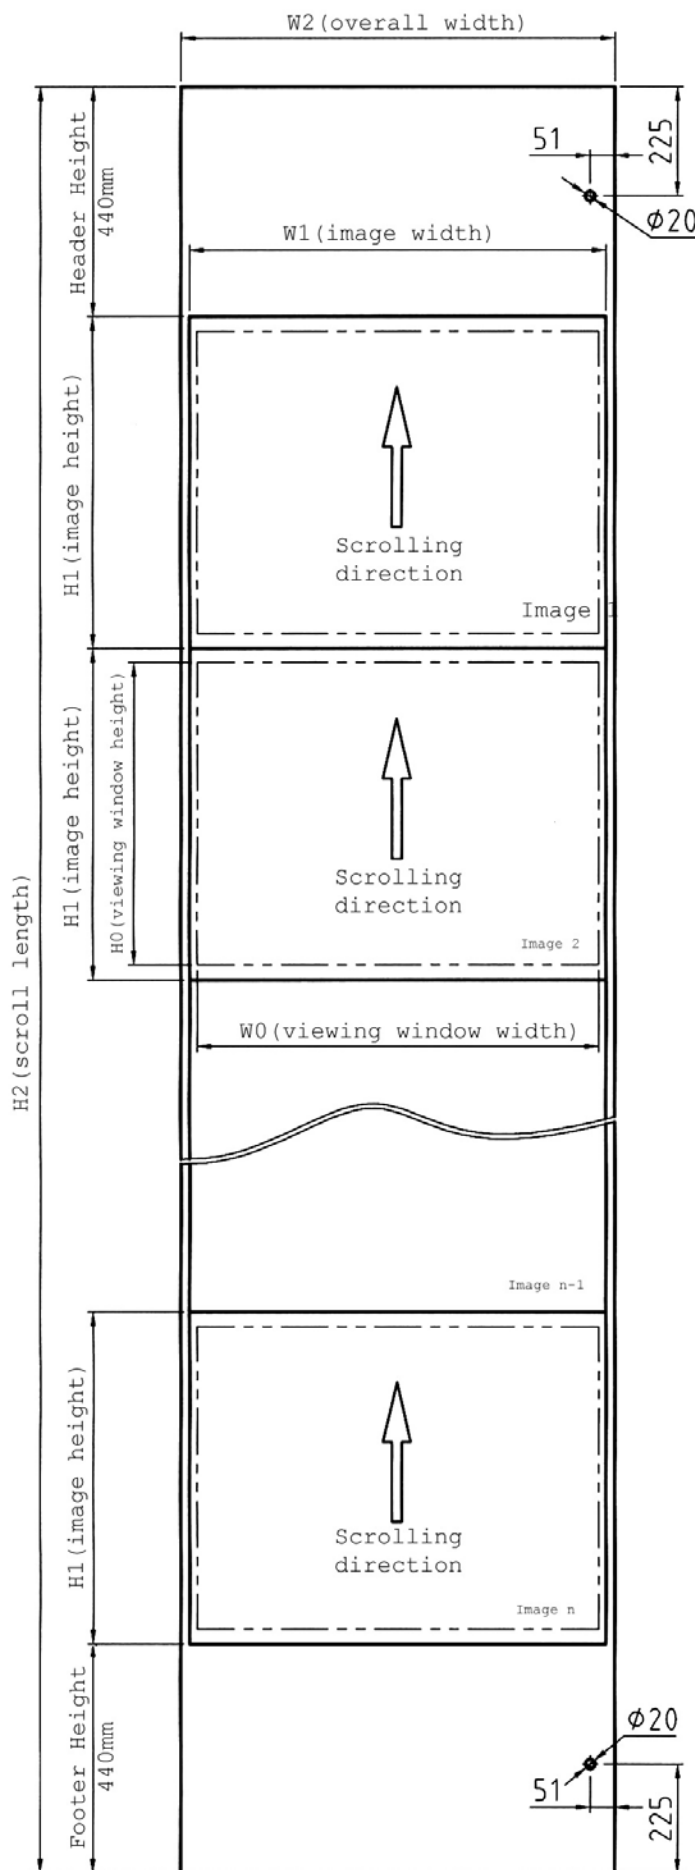 W2(overall width)
51
225
Header Height
440mm
W1(image width)
φ20
H1(image height)
Scrolling
direction
Image 1
H1(image height)
H0(viewing window height)
Scrolling
direction
Image 2
W0(viewing window width)
H2(scroll length)
Image n-1
H1(image height)
Scrolling
direction
Image n
Footer Height
440mm
φ20
51
225